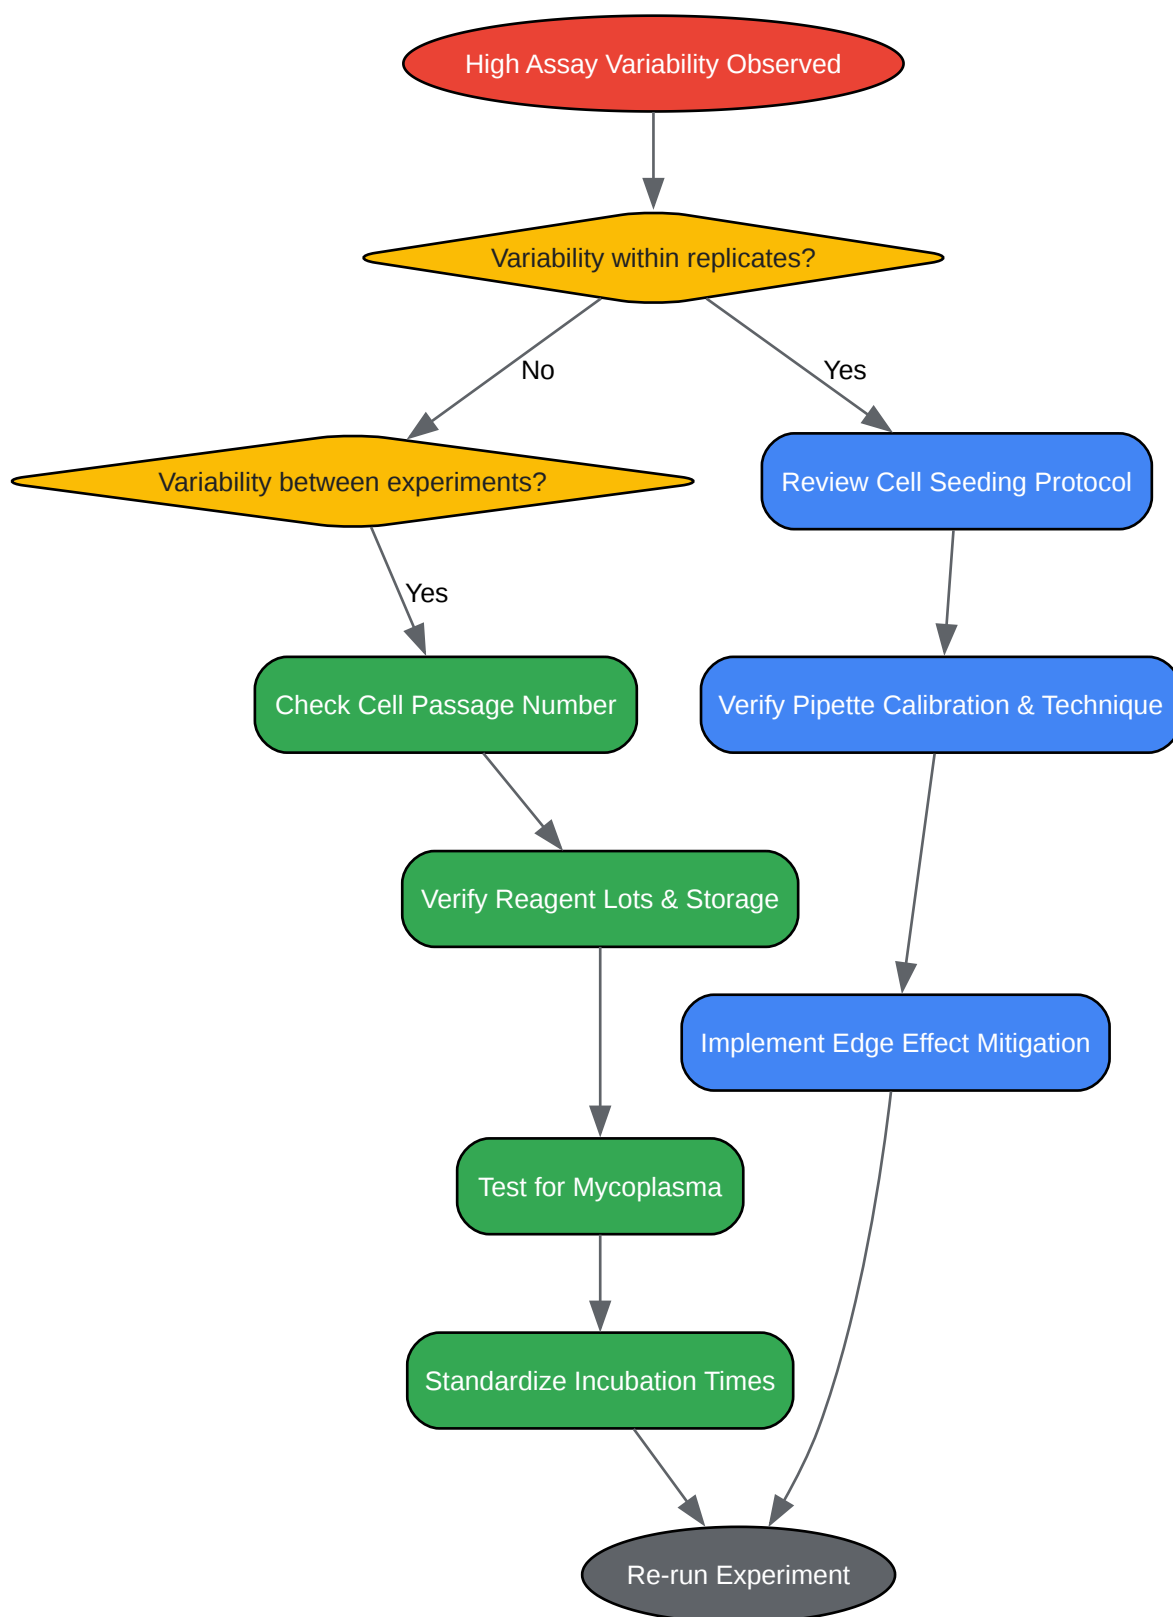 High Assay Variability Observed
Variability within replicates?
No
Yes
Variability between experiments?
Review Cell Seeding Protocol
Yes
Check Cell Passage Number
Verify Pipette Calibration & Technique
Verify Reagent Lots & Storage
Implement Edge Effect Mitigation
Test for Mycoplasma
Standardize Incubation Times
Re-run Experiment